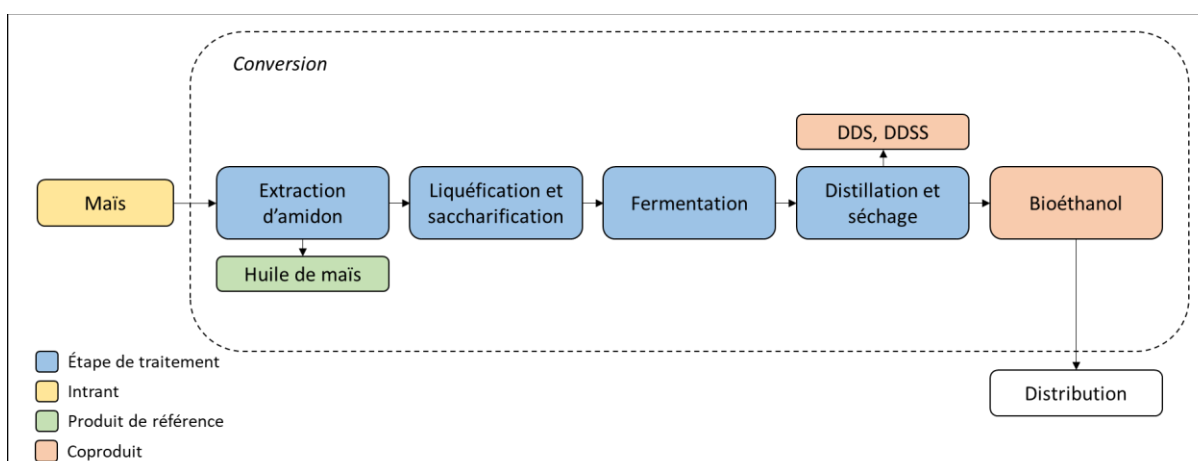 Conversion
DDS, DDSS
Maïs
Extraction
d'amidon
Liquéfication et
saccharification
Fermentation
Distillation et
séchage
Bioéthanol
Huile de maïs
Étape de traitement
Intrant
Produit de référence
Coproduit
Distribution